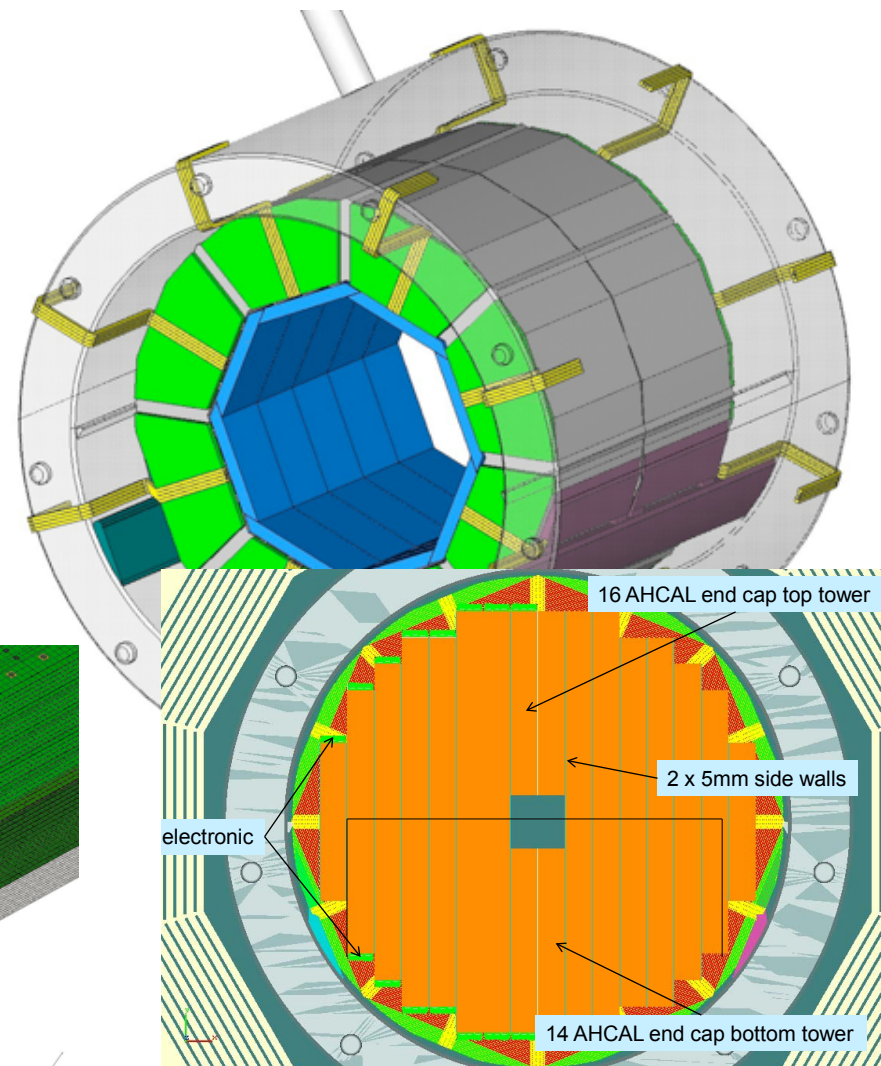 16 AHCAL end cap top tower
2 x 5mm side walls
electronic
14 AHCAL end cap bottom tower